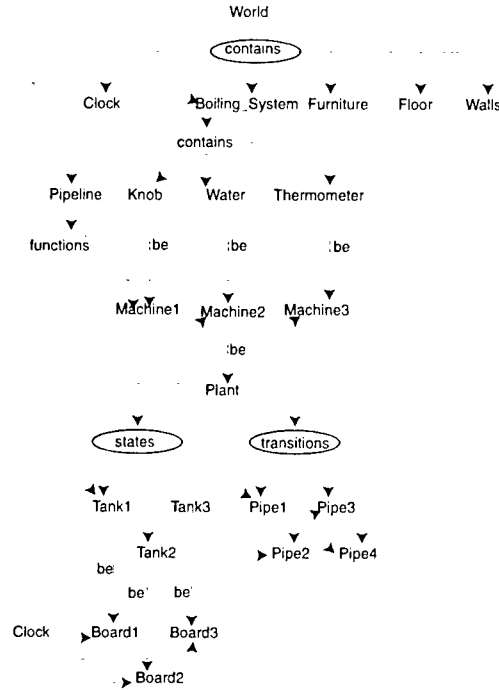 World
contains
Clock Boiling_System Furniture Floor Walls
contains
Pipeline Knob Water Thermometer
functions :be :be :be
Machine1 Machine2 Machine3
:be
Plant
states transitions
Tank1 Tank3 Pipe1 Pipe3
Tank2 Pipe2 Pipe4
be:
be' be'
Clock Board1 Board3
Board2